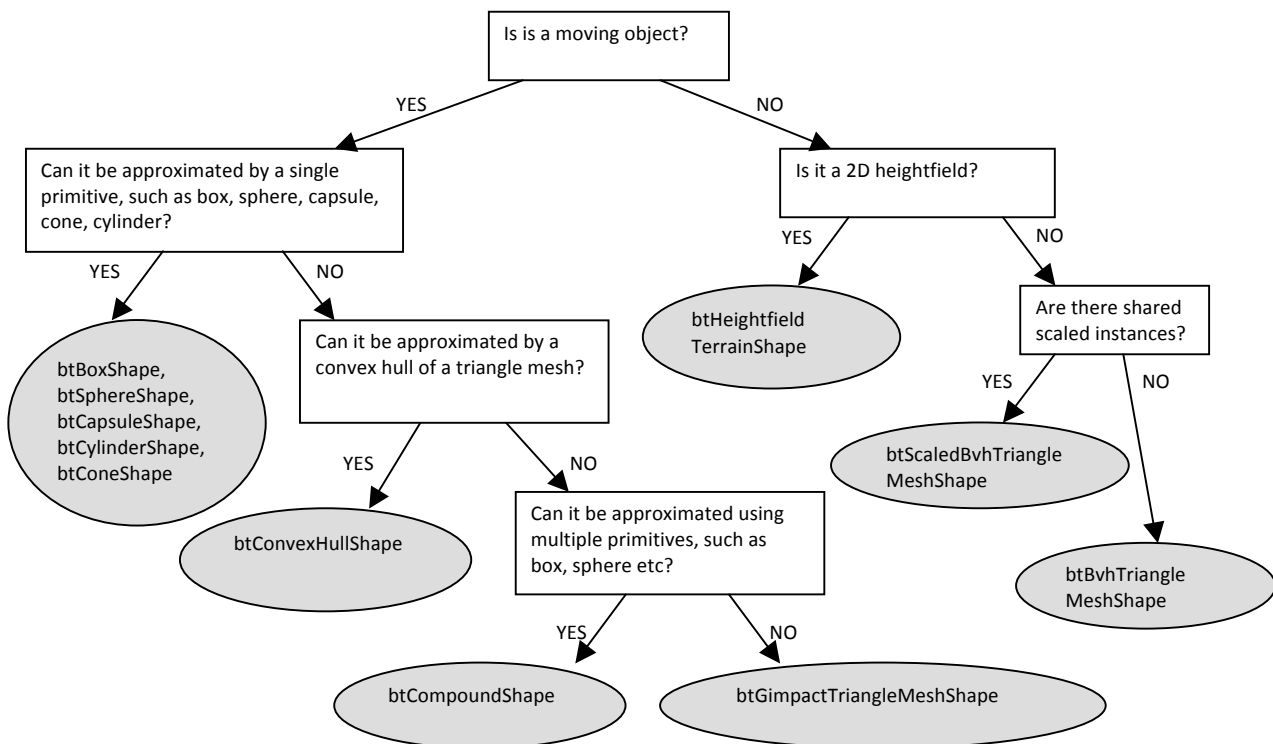 Is is a moving object?
YES
NO
Can it be approximated by a single
primitive, such as box, sphere, capsule,
cone, cylinder?
Is it a 2D heightfield?
YES
NO
YES
NO
btBoxShape,
btSphereShape,
btCapsuleShape,
btCylinderShape,
btConeShape
Can it be approximated by a
convex hull of a triangle mesh?
btHeightfield
TerrainShape
Are there shared
scaled instances?
YES
NO
YES
NO
btConvexHullShape
Can it be approximated using
multiple primitives, such as
box, sphere etc?
btScaledBvhTriangle
MeshShape
btBvhTriangle
MeshShape
YES
NO
btCompoundShape
btGimpactTriangleMeshShape